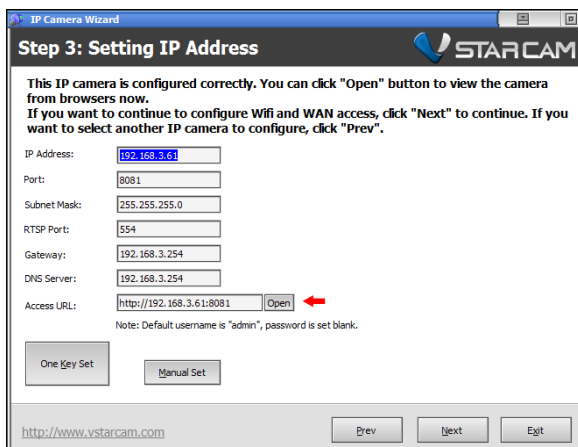 IP Camera Wizard
Step 3: Setting IP Address
VSTARCAM
This IP camera is configured correctly. You can click "Open" button to view the camera
from browsers now.
If you want to continue to configure Wifi and WAN access, click "Next" to continue. If you
want to select another IP camera to configure, click "Prev".
IP Address: 192.168.3.61
Port: 8081
Subnet Mask: 255.255.255.0
RTSP Port: 554
Gateway: 192.168.3.254
DNS Server: 192.168.3.254
Access URL: http://192.168.3.61:8081 Open
Note: Default username is "admin", password is set blank.
One Key Set
Manual Set
http://www.vstarcam.com Prev Next Exit